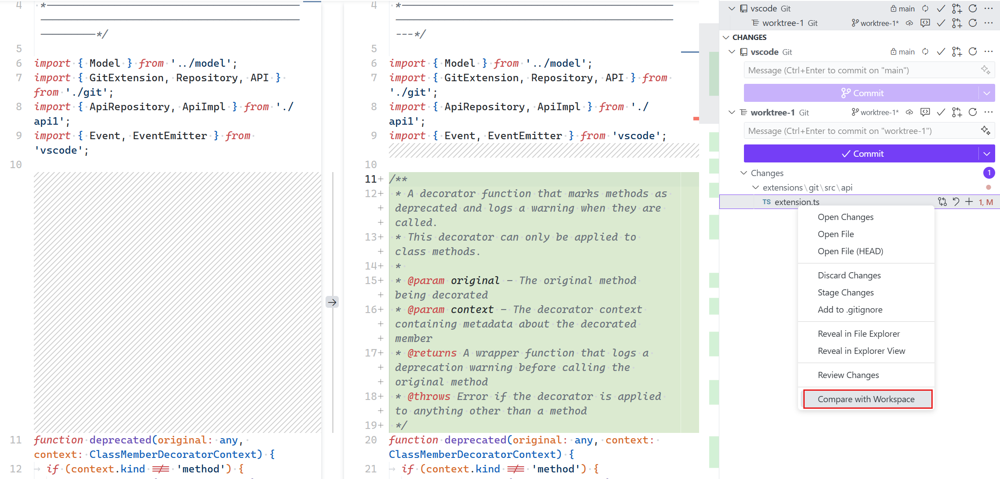 4 *---------------------------------------------
---------------------------------------------
---------*/
5
6 import { Model } from '../model';
7 import { GitExtension, Repository, API }
from './git';
8 import { ApiRepository, ApiImpl } from './
api1';
9 import { Event, EventEmitter } from
'vscode';
10
11 function deprecated(original: any,
context: ClassMemberDecoratorContext) {
12 if (context.kind !== 'method') {
4 *---------------------------------------------
---------------------------------------------
---*/
5
6 import { Model } from '../model';
7 import { GitExtension, Repository, API } from
'./git';
8 import { ApiRepository, ApiImpl } from './
api1';
9 import { Event, EventEmitter } from 'vscode';
10
11+ /**
12+ * A decorator function that marks methods as
+ deprecated and logs a warning when they are
+ called.
13+ * This decorator can only be applied to
+ class methods.
14+ *
15+ * @param original - The original method
+ being decorated
16+ * @param context - The decorator context
+ containing metadata about the decorated
+ member
17+ * @returns A wrapper function that logs a
+ deprecation warning before calling the
+ original method
18+ * @throws Error if the decorator is applied
+ to anything other than a method
19+ */
20 function deprecated(original: any, context:
ClassMemberDecoratorContext) {
21 if (context.kind !== 'method') {
vscode Git main
worktree-1 Git worktree-1*
CHANGES
vscode Git main
Message (Ctrl+Enter to commit on "main")
Commit
worktree-1 Git worktree-1*
Message (Ctrl+Enter to commit on "worktree-1")
Commit
Changes 1
extensions\git\src\api
TS extension.ts 1, M
Open Changes
Open File
Open File (HEAD)
Discard Changes
Stage Changes
Add to .gitignore
Reveal in File Explorer
Reveal in Explorer View
Review Changes
Compare with Workspace